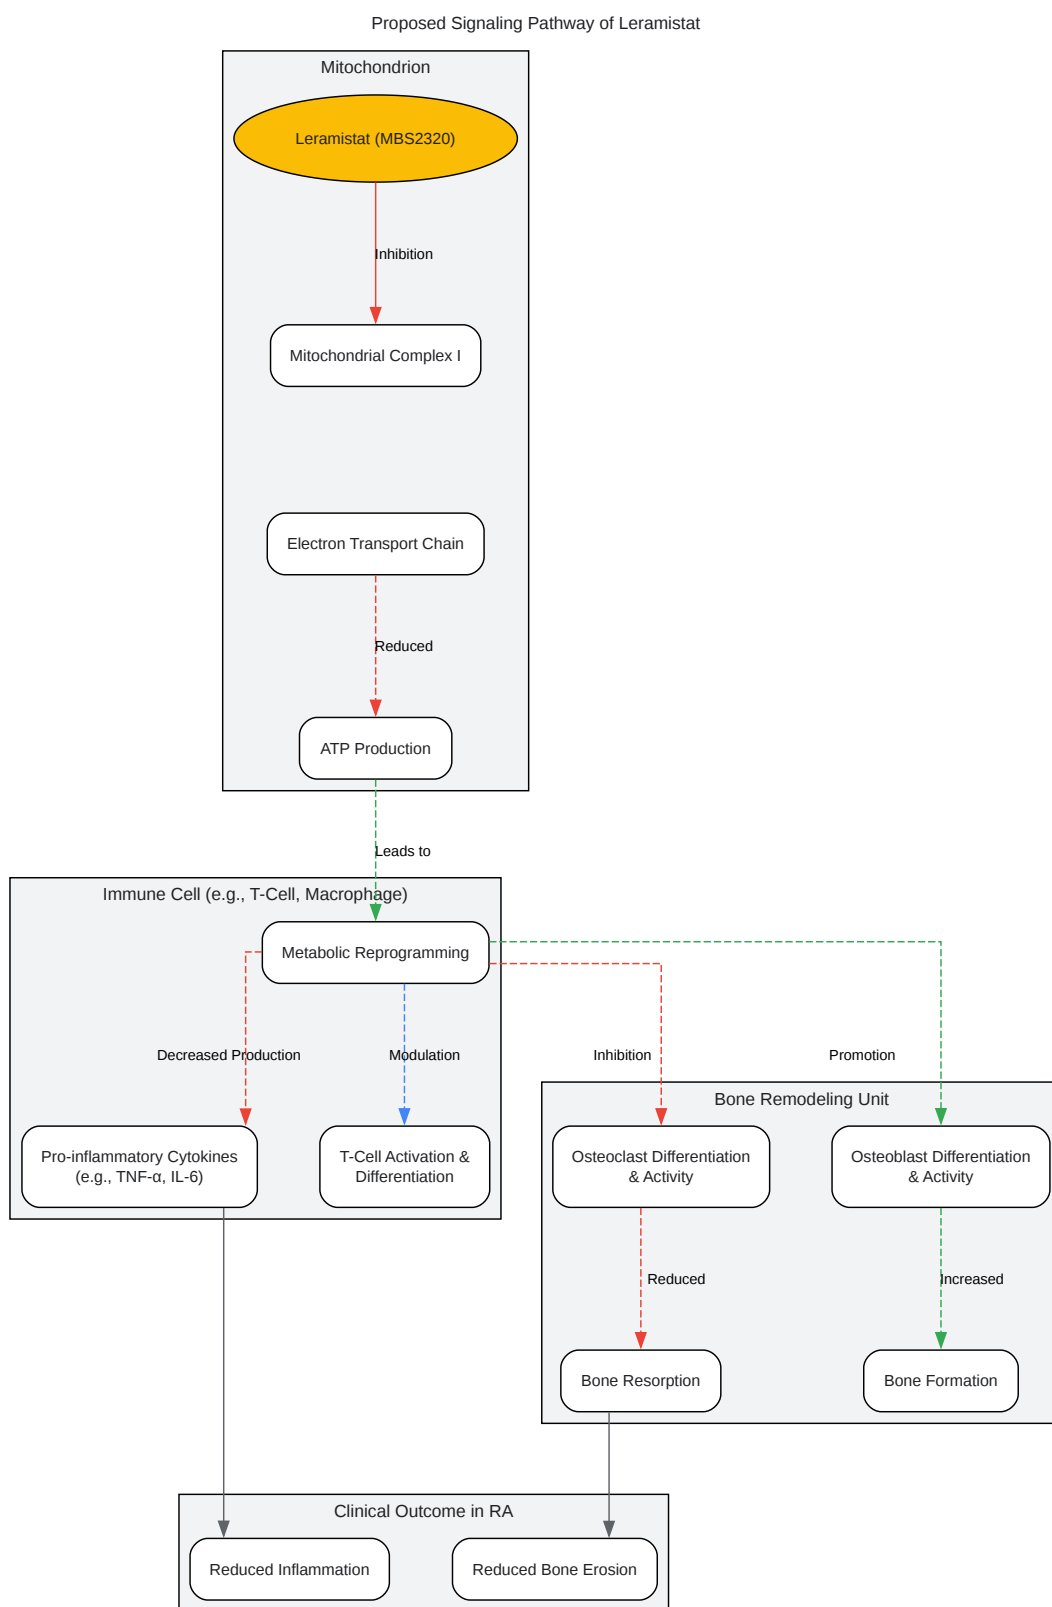 Proposed Signaling Pathway of Leramistat
Mitochondrion
Leramistat (MBS2320)
Inhibition
Mitochondrial Complex I
Electron Transport Chain
Reduced
ATP Production
Leads to
Immune Cell (e.g., T-Cell, Macrophage)
Metabolic Reprogramming
Decreased Production
Modulation
Inhibition
Promotion
Bone Remodeling Unit
Pro-inflammatory Cytokines
(e.g., TNF-α, IL-6)
T-Cell Activation &
Differentiation
Osteoclast Differentiation
& Activity
Osteoblast Differentiation
& Activity
Reduced
Increased
Bone Resorption
Bone Formation
Clinical Outcome in RA
Reduced Inflammation
Reduced Bone Erosion